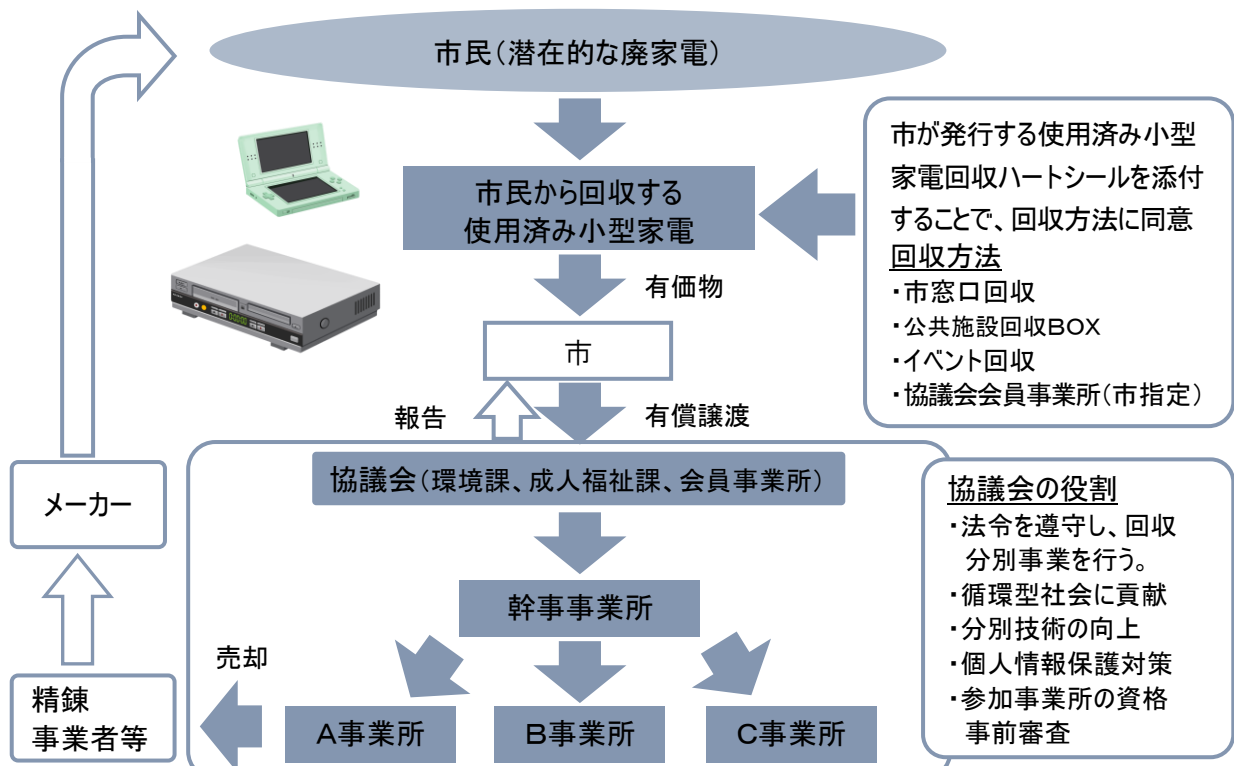 市民（潜在的な廃家電）
市民から回収する
使用済み小型家電
市が発行する使用済み小型
家電回収ハートシールを添付
することで、回収方法に同意
回収方法
・市窓口回収
・公共施設回収ＢＯＸ
・イベント回収
・協議会会員事業所（市指定）
有価物
市
報告
有償譲渡
協議会（環境課、成人福祉課、会員事業所）
幹事事業所
Ａ事業所
Ｂ事業所
Ｃ事業所
協議会の役割
・法令を遵守し、回収
分別事業を行う。
・循環型社会に貢献
・分別技術の向上
・個人情報保護対策
・参加事業所の資格
事前審査
売却
精錬
事業者等
メーカー